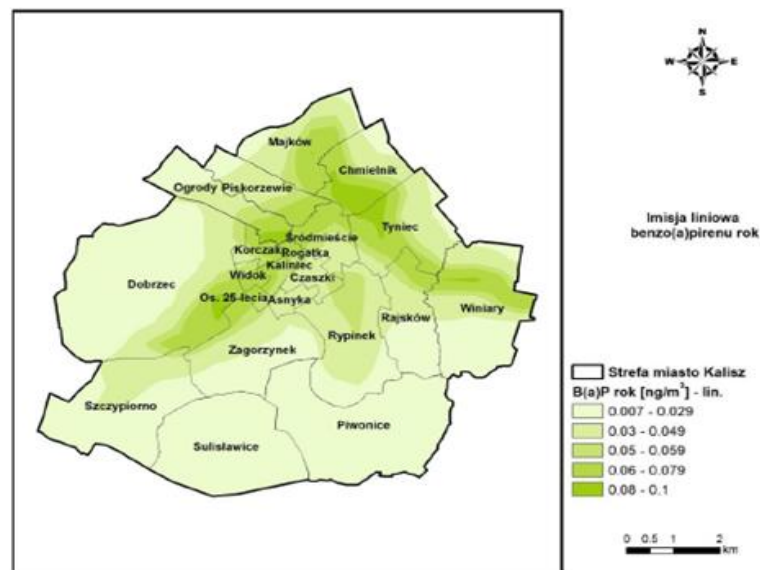 N
W E
S
Majków
Chmielnik
Ogrody Piskorzewie
Tyniec
Śródmieście
Korczak Rogatka
Kaliniec
Widok Czaszki
Dobrzec
Os. 25-lecia Asnyka
Winiary
Rypinek Rajsków
Zagorzynek
Szczypiorno
Piwonice
Sulisławice
Imisja liniowa
benzo(a)pirenu rok
Strefa miasto Kalisz
B(a)P rok [ng/m³] - lin.
0.007 - 0.029
0.03 - 0.049
0.05 - 0.059
0.06 - 0.079
0.08 - 0.1
0 0.5 1 2
km